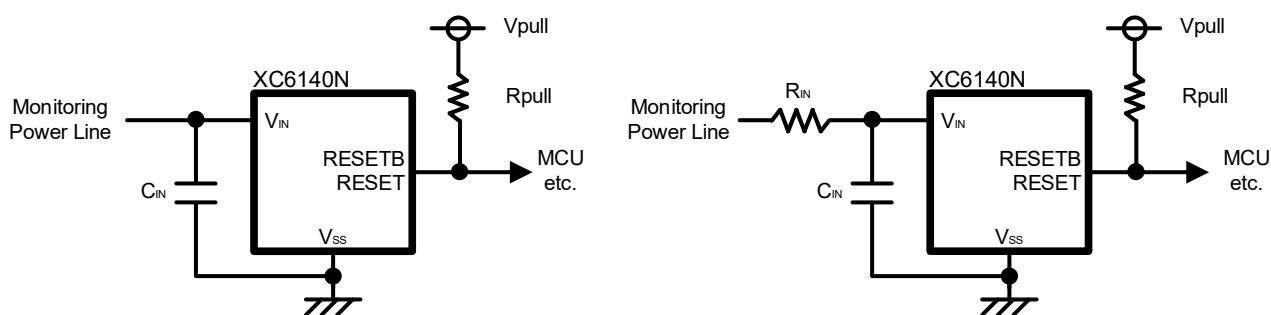 Vpull
XC6140N
Rpull
Monitoring
Power Line
VIN
RESETB
RESET
MCU
etc.
CIN
VSS
Vpull
XC6140N
RIN
Rpull
Monitoring
Power Line
VIN
RESETB
RESET
MCU
etc.
CIN
VSS